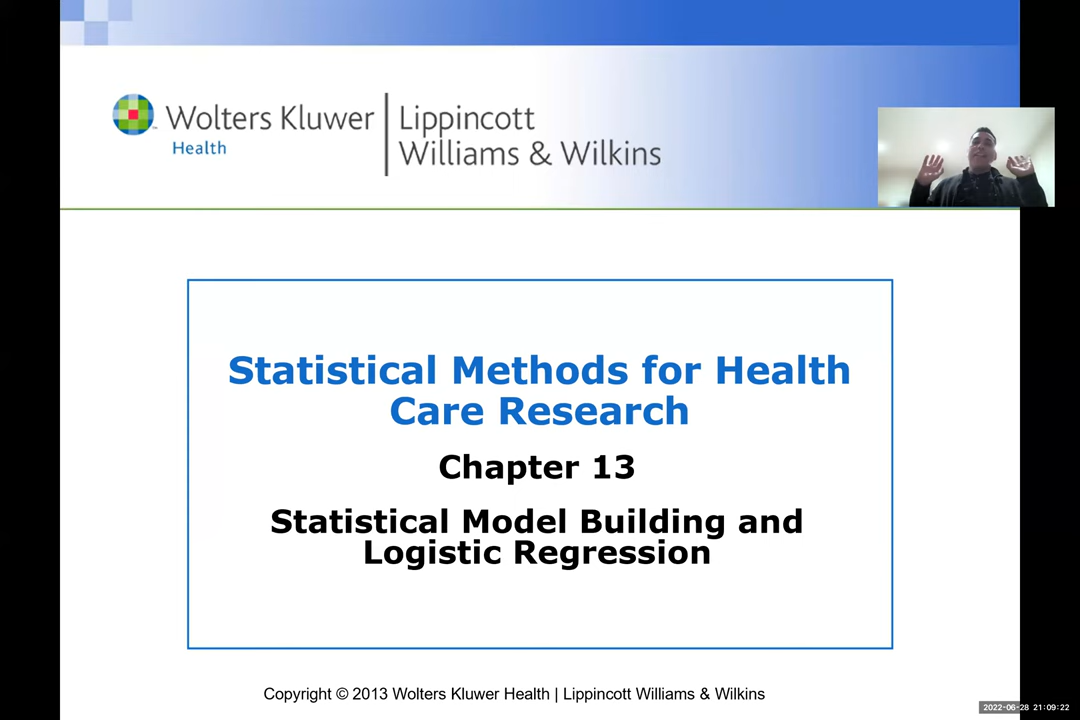 Wolters Kluwer
Health
Lippincott
Williams & Wilkins
Statistical Methods for Health
Care Research
Chapter 13
Statistical Model Building and
Logistic Regression
Copyright © 2013 Wolters Kluwer Health | Lippincott Williams & Wilkins
2022-06-28 21:09:22